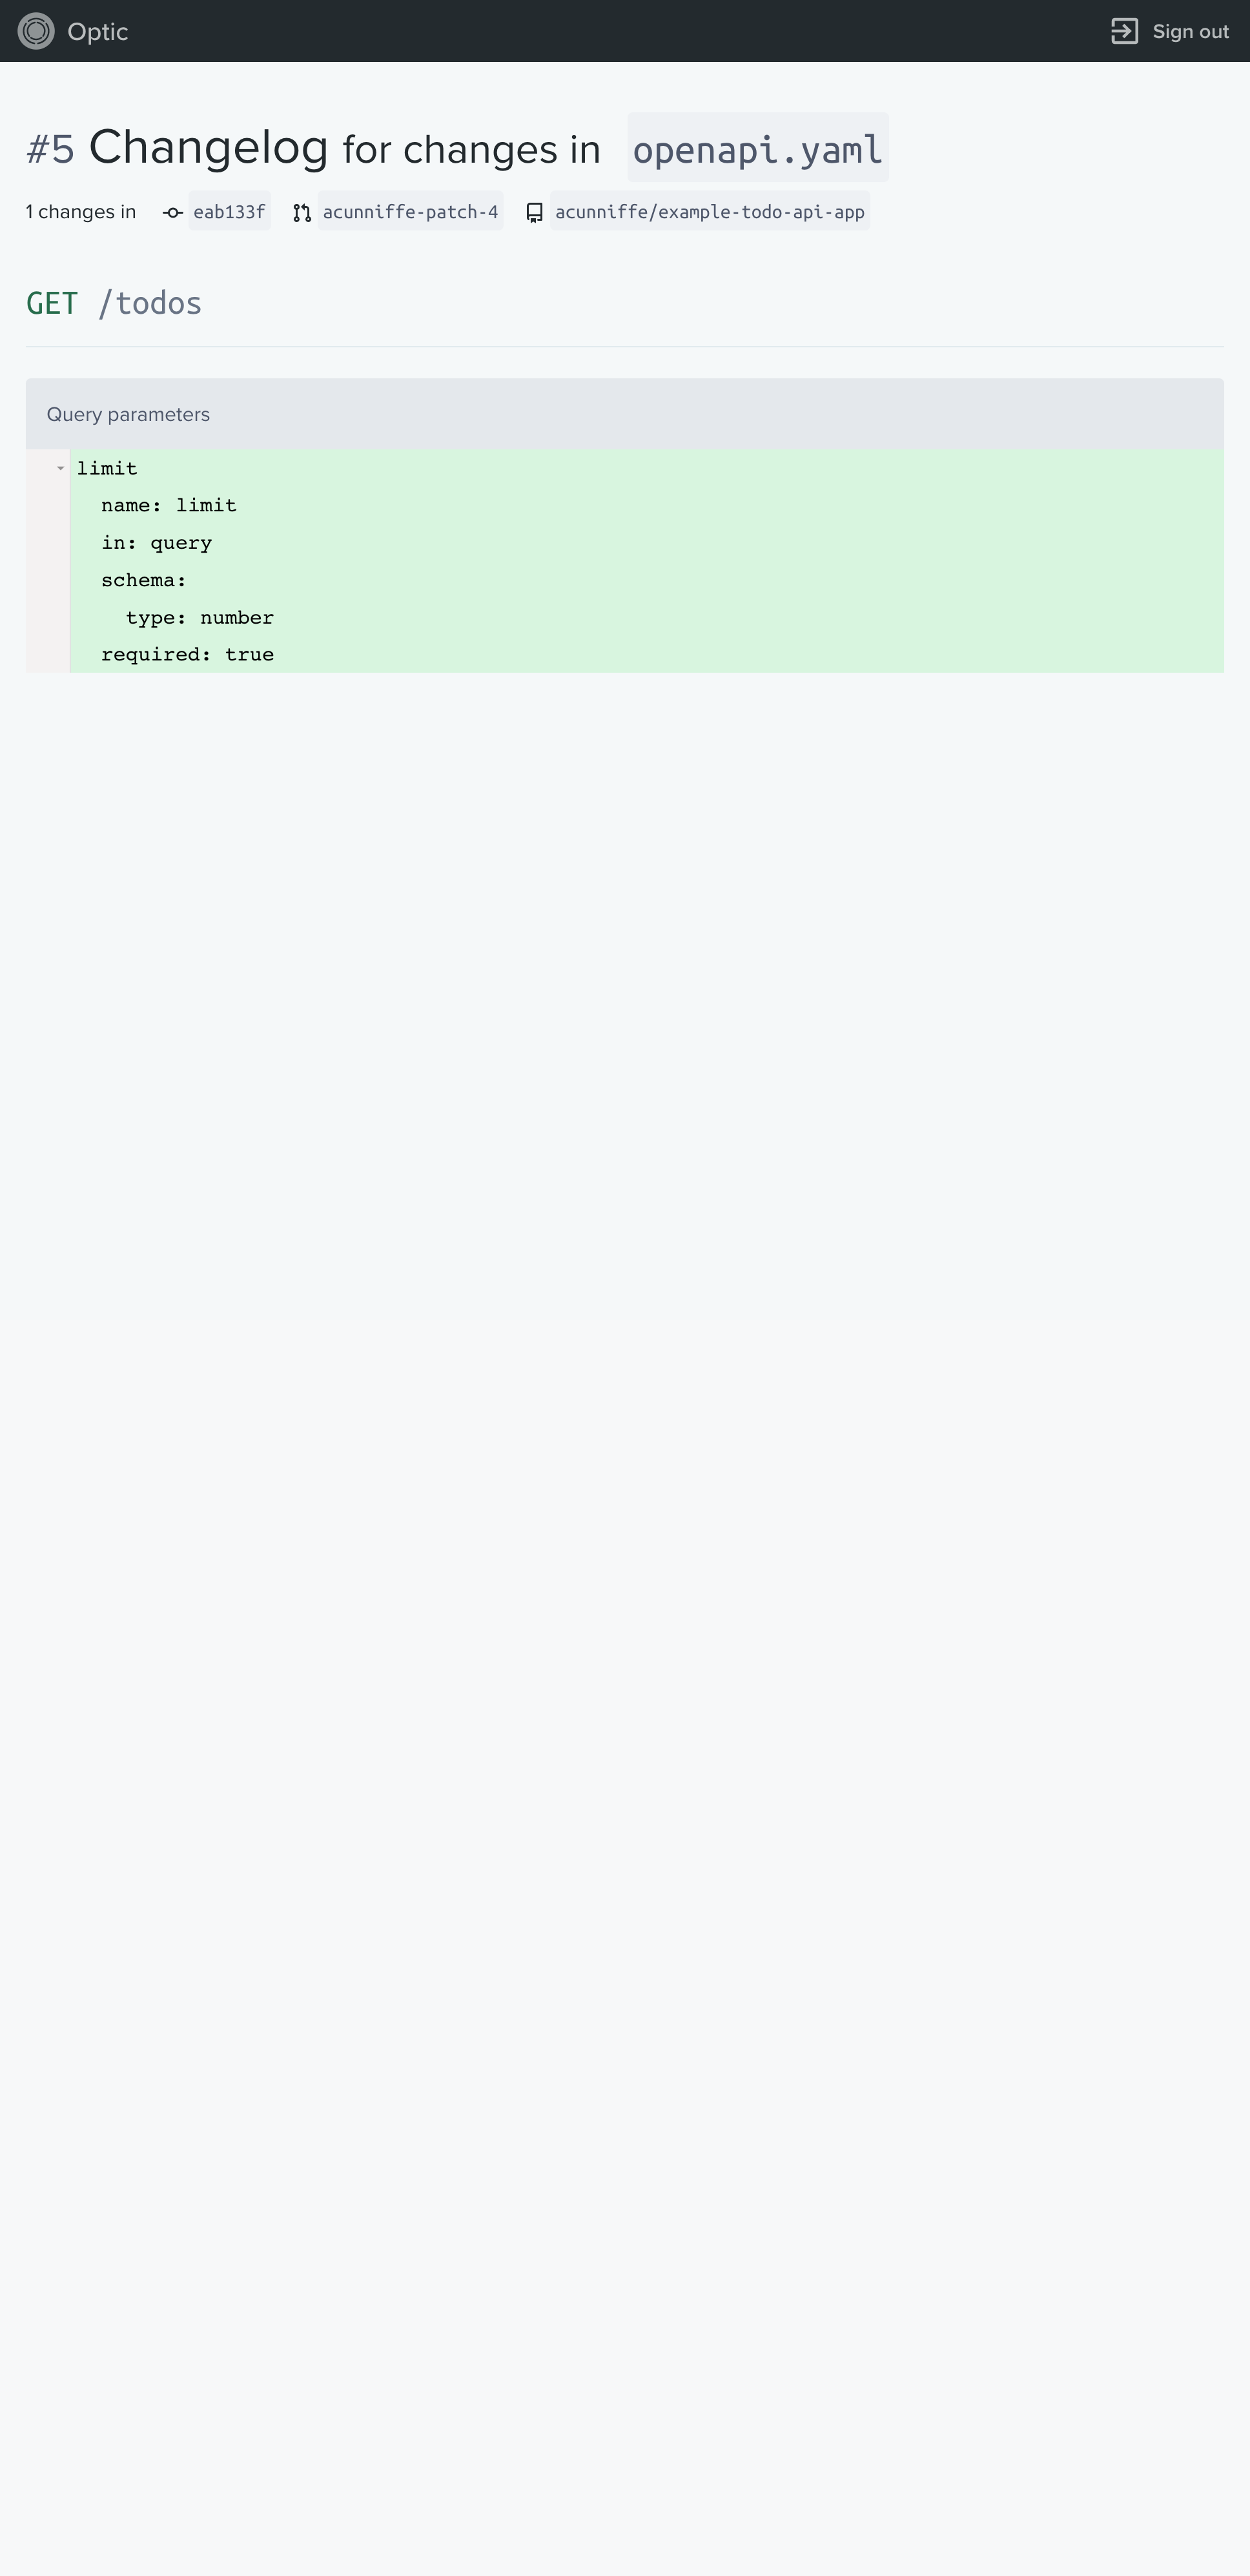 Optic Sign out
#5 Changelog for changes in openapi.yaml
1 changes in eab133f acunniffe-patch-4 acunniffe/example-todo-api-app
GET /todos
Query parameters
limit
name: limit
in: query
schema:
type: number
required: true